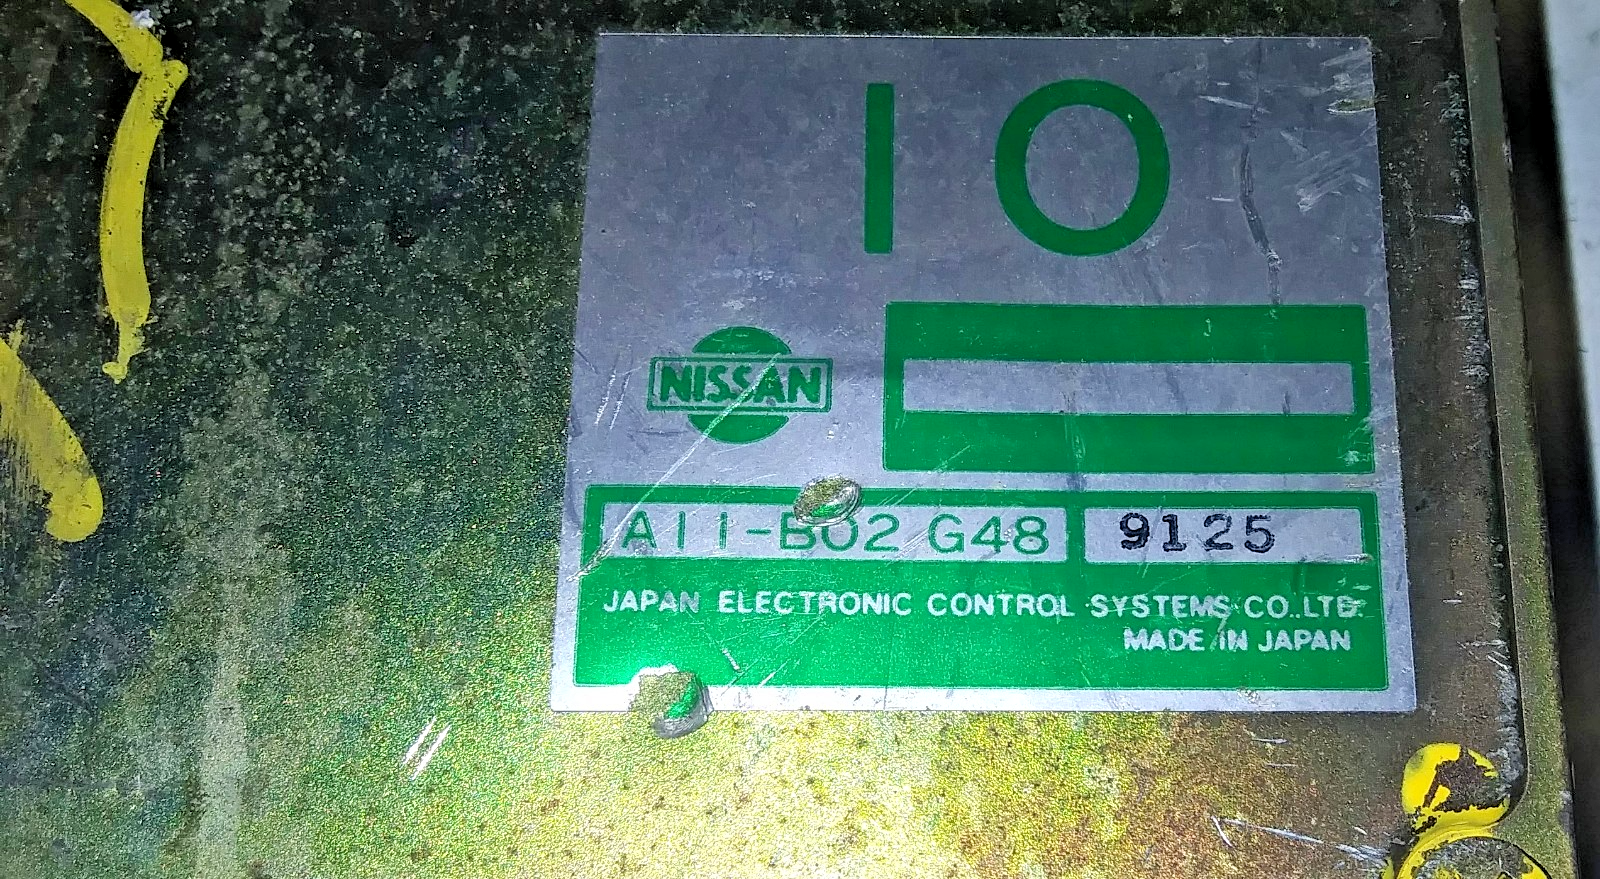 10
NISSAN
A11-B02 G48 9125
JAPAN ELECTRONIC CONTROL SYSTEMS CO.,LTD.
MADE IN JAPAN